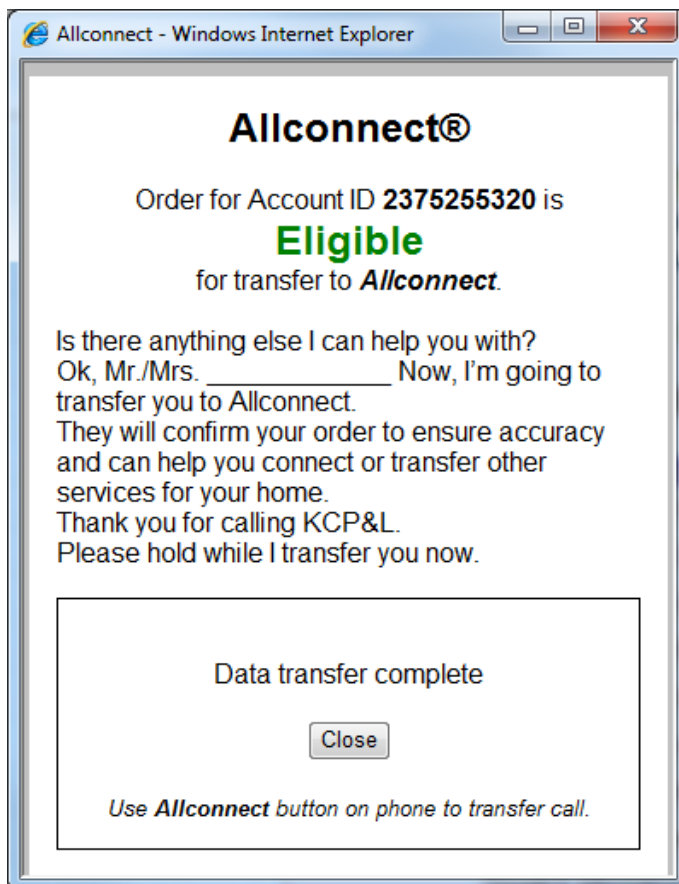 Allconnect - Windows Internet Explorer
Allconnect®
Order for Account ID 2375255320 is
Eligible
for transfer to Allconnect.
Is there anything else I can help you with?
Ok, Mr./Mrs. _____________ Now, I'm going to
transfer you to Allconnect.
They will confirm your order to ensure accuracy
and can help you connect or transfer other
services for your home.
Thank you for calling KCP&L.
Please hold while I transfer you now.
Data transfer complete
Close
Use Allconnect button on phone to transfer call.